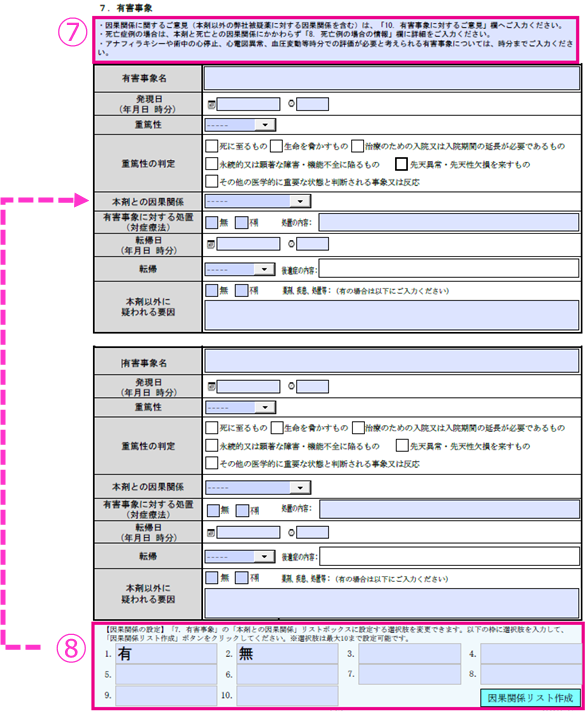 ７．有害事象
⑦
・因果関係に関するご意見（本剤以外の弊社被疑薬に対する因果関係を含む）は、「10. 有害事象に対するご意見」欄へご入力ください。
・死亡症例の場合は、本剤と死亡との因果関係にかかわらず「8. 死亡例の場合の情報」欄に詳細をご入力ください。
・アナフィラキシーや術中の心停止、心電図異常、血圧変動等時分での評価が必要と考えられる有害事象については、時分までご入力ください。
有害事象名
発現日
（年月日 時分）
重篤性
-----
重篤性の判定
死に至るもの 生命を脅かすもの 治療のための入院又は入院期間の延長が必要であるもの
永続的又は顕著な障害・機能不全に陥るもの 先天異常・先天性欠損を来すもの
その他の医学的に重要な状態と判断される事象又は反応
本剤との因果関係
-----
有害事象に対する処置
（対症療法）
無 有 処置の内容：
転帰日
（年月日 時分）
転帰
----- 後遺症の内容：
本剤以外に
疑われる要因
無 有 薬剤、疾患、処置等：（有の場合は以下にご入力ください）
有害事象名
発現日
（年月日 時分）
重篤性
-----
重篤性の判定
死に至るもの 生命を脅かすもの 治療のための入院又は入院期間の延長が必要であるもの
永続的又は顕著な障害・機能不全に陥るもの 先天異常・先天性欠損を来すもの
その他の医学的に重要な状態と判断される事象又は反応
本剤との因果関係
-----
有害事象に対する処置
（対症療法）
無 有 処置の内容：
転帰日
（年月日 時分）
転帰
----- 後遺症の内容：
本剤以外に
疑われる要因
無 有 薬剤、疾患、処置等：（有の場合は以下にご入力ください）
⑧
【因果関係の設定】「7. 有害事象」の「本剤との因果関係」リストボックスに設定する選択肢を変更できます。以下の枠に選択肢を入力して、
「因果関係リスト作成」ボタンをクリックしてください。※選択肢は最大10まで設定可能です。
1. 有 2. 無 3. 4.
5. 6. 7. 8.
9. 10. 因果関係リスト作成